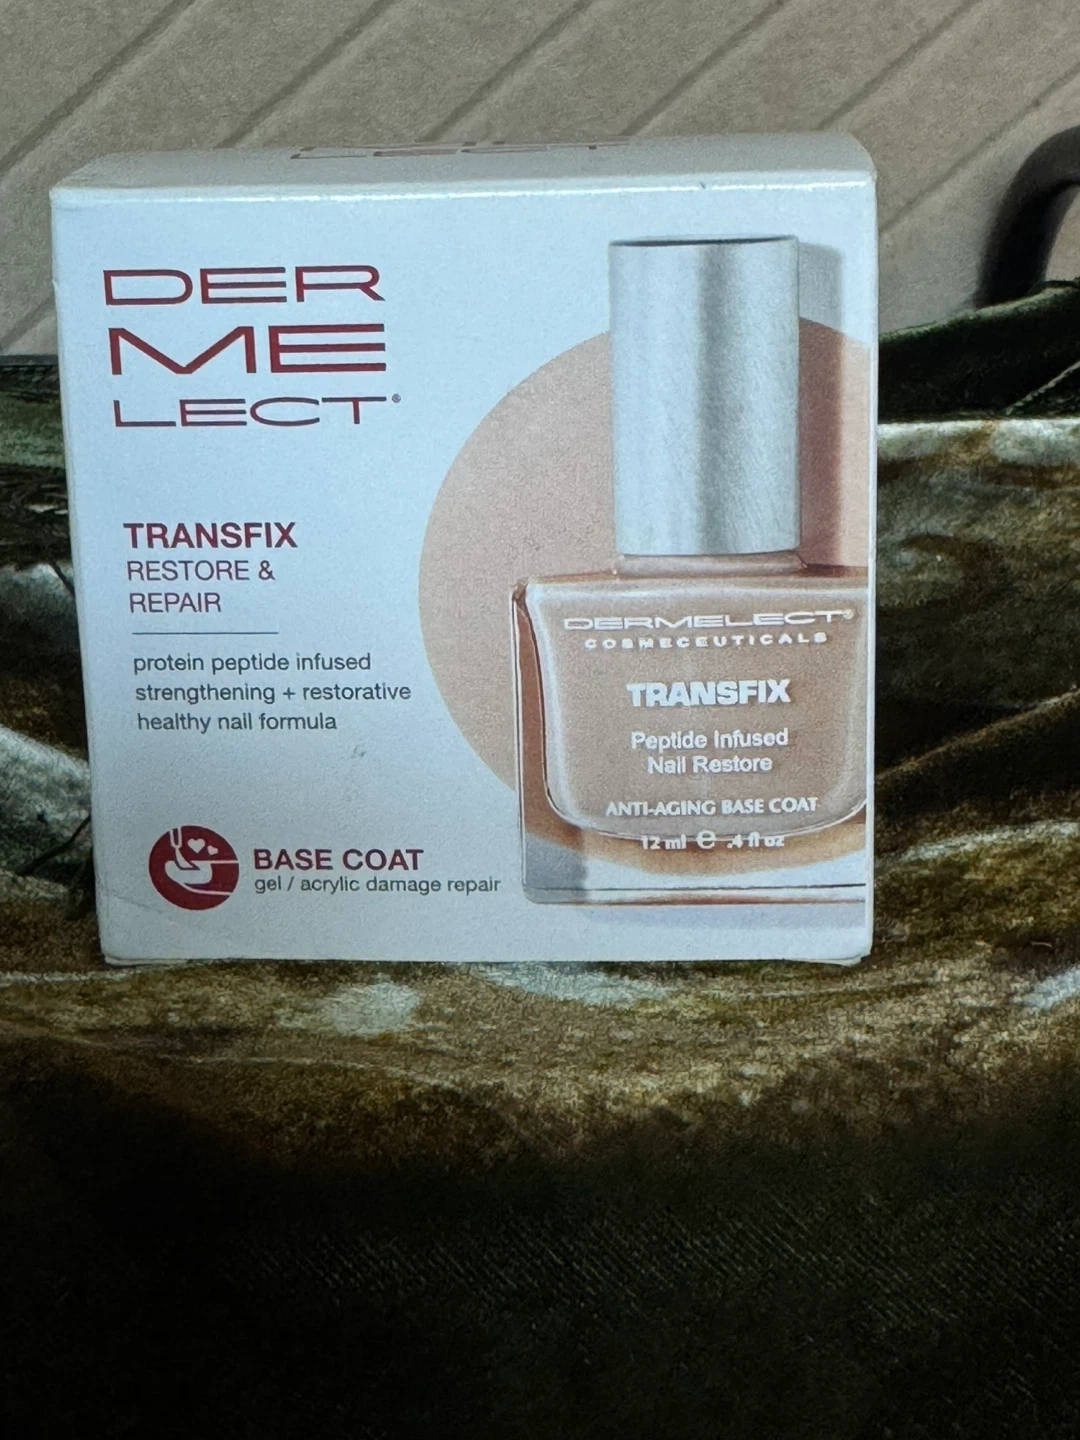 DER
ME
LECT®
TRANSFIX
RESTORE &
REPAIR
protein peptide infused
strengthening + restorative
healthy nail formula
BASE COAT
gel / acrylic damage repair
DERMELECT®
COSMECEUTICALS
TRANSFIX
Peptide Infused
Nail Restore
ANTI-AGING BASE COAT
12 ml ℮ .4 fl oz